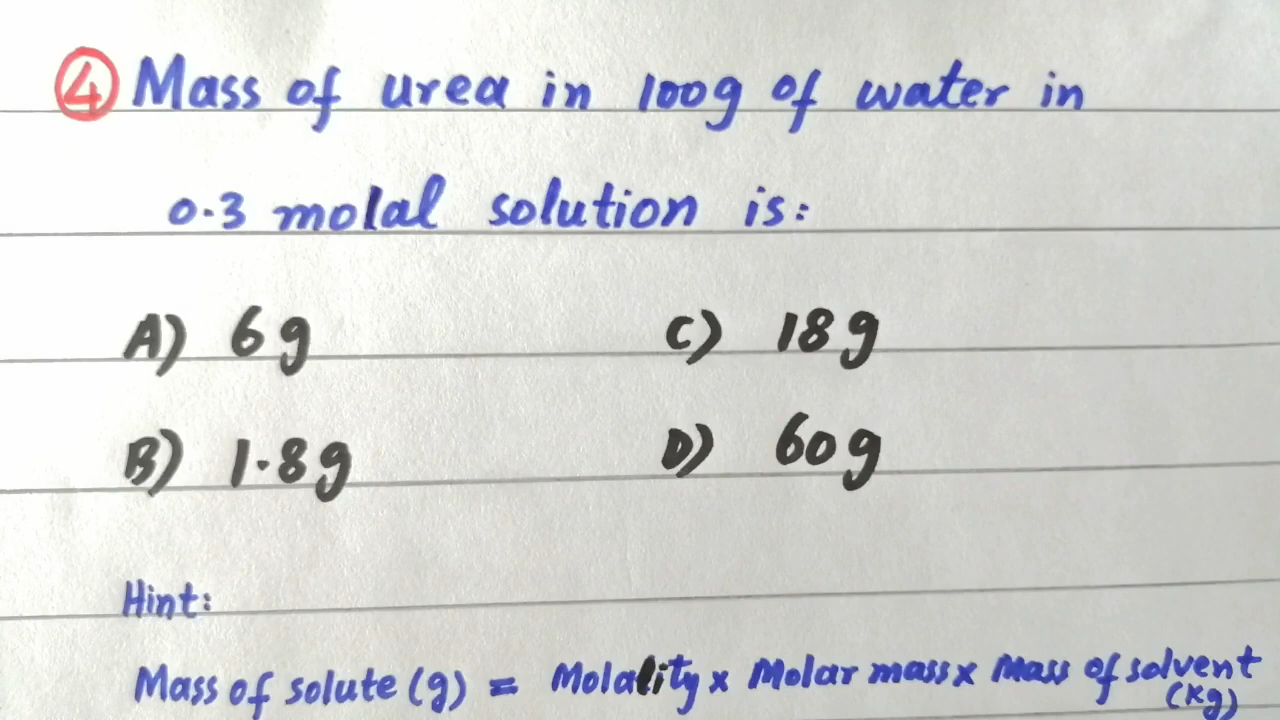 ④ Mass of urea in 100g of water in
0.3 molal solution is:
A) 6g C) 18g
B) 1.8g D) 60g
Hint:
Mass of solute (g) = Molality x Molar mass x Mass of solvent
(Kg)